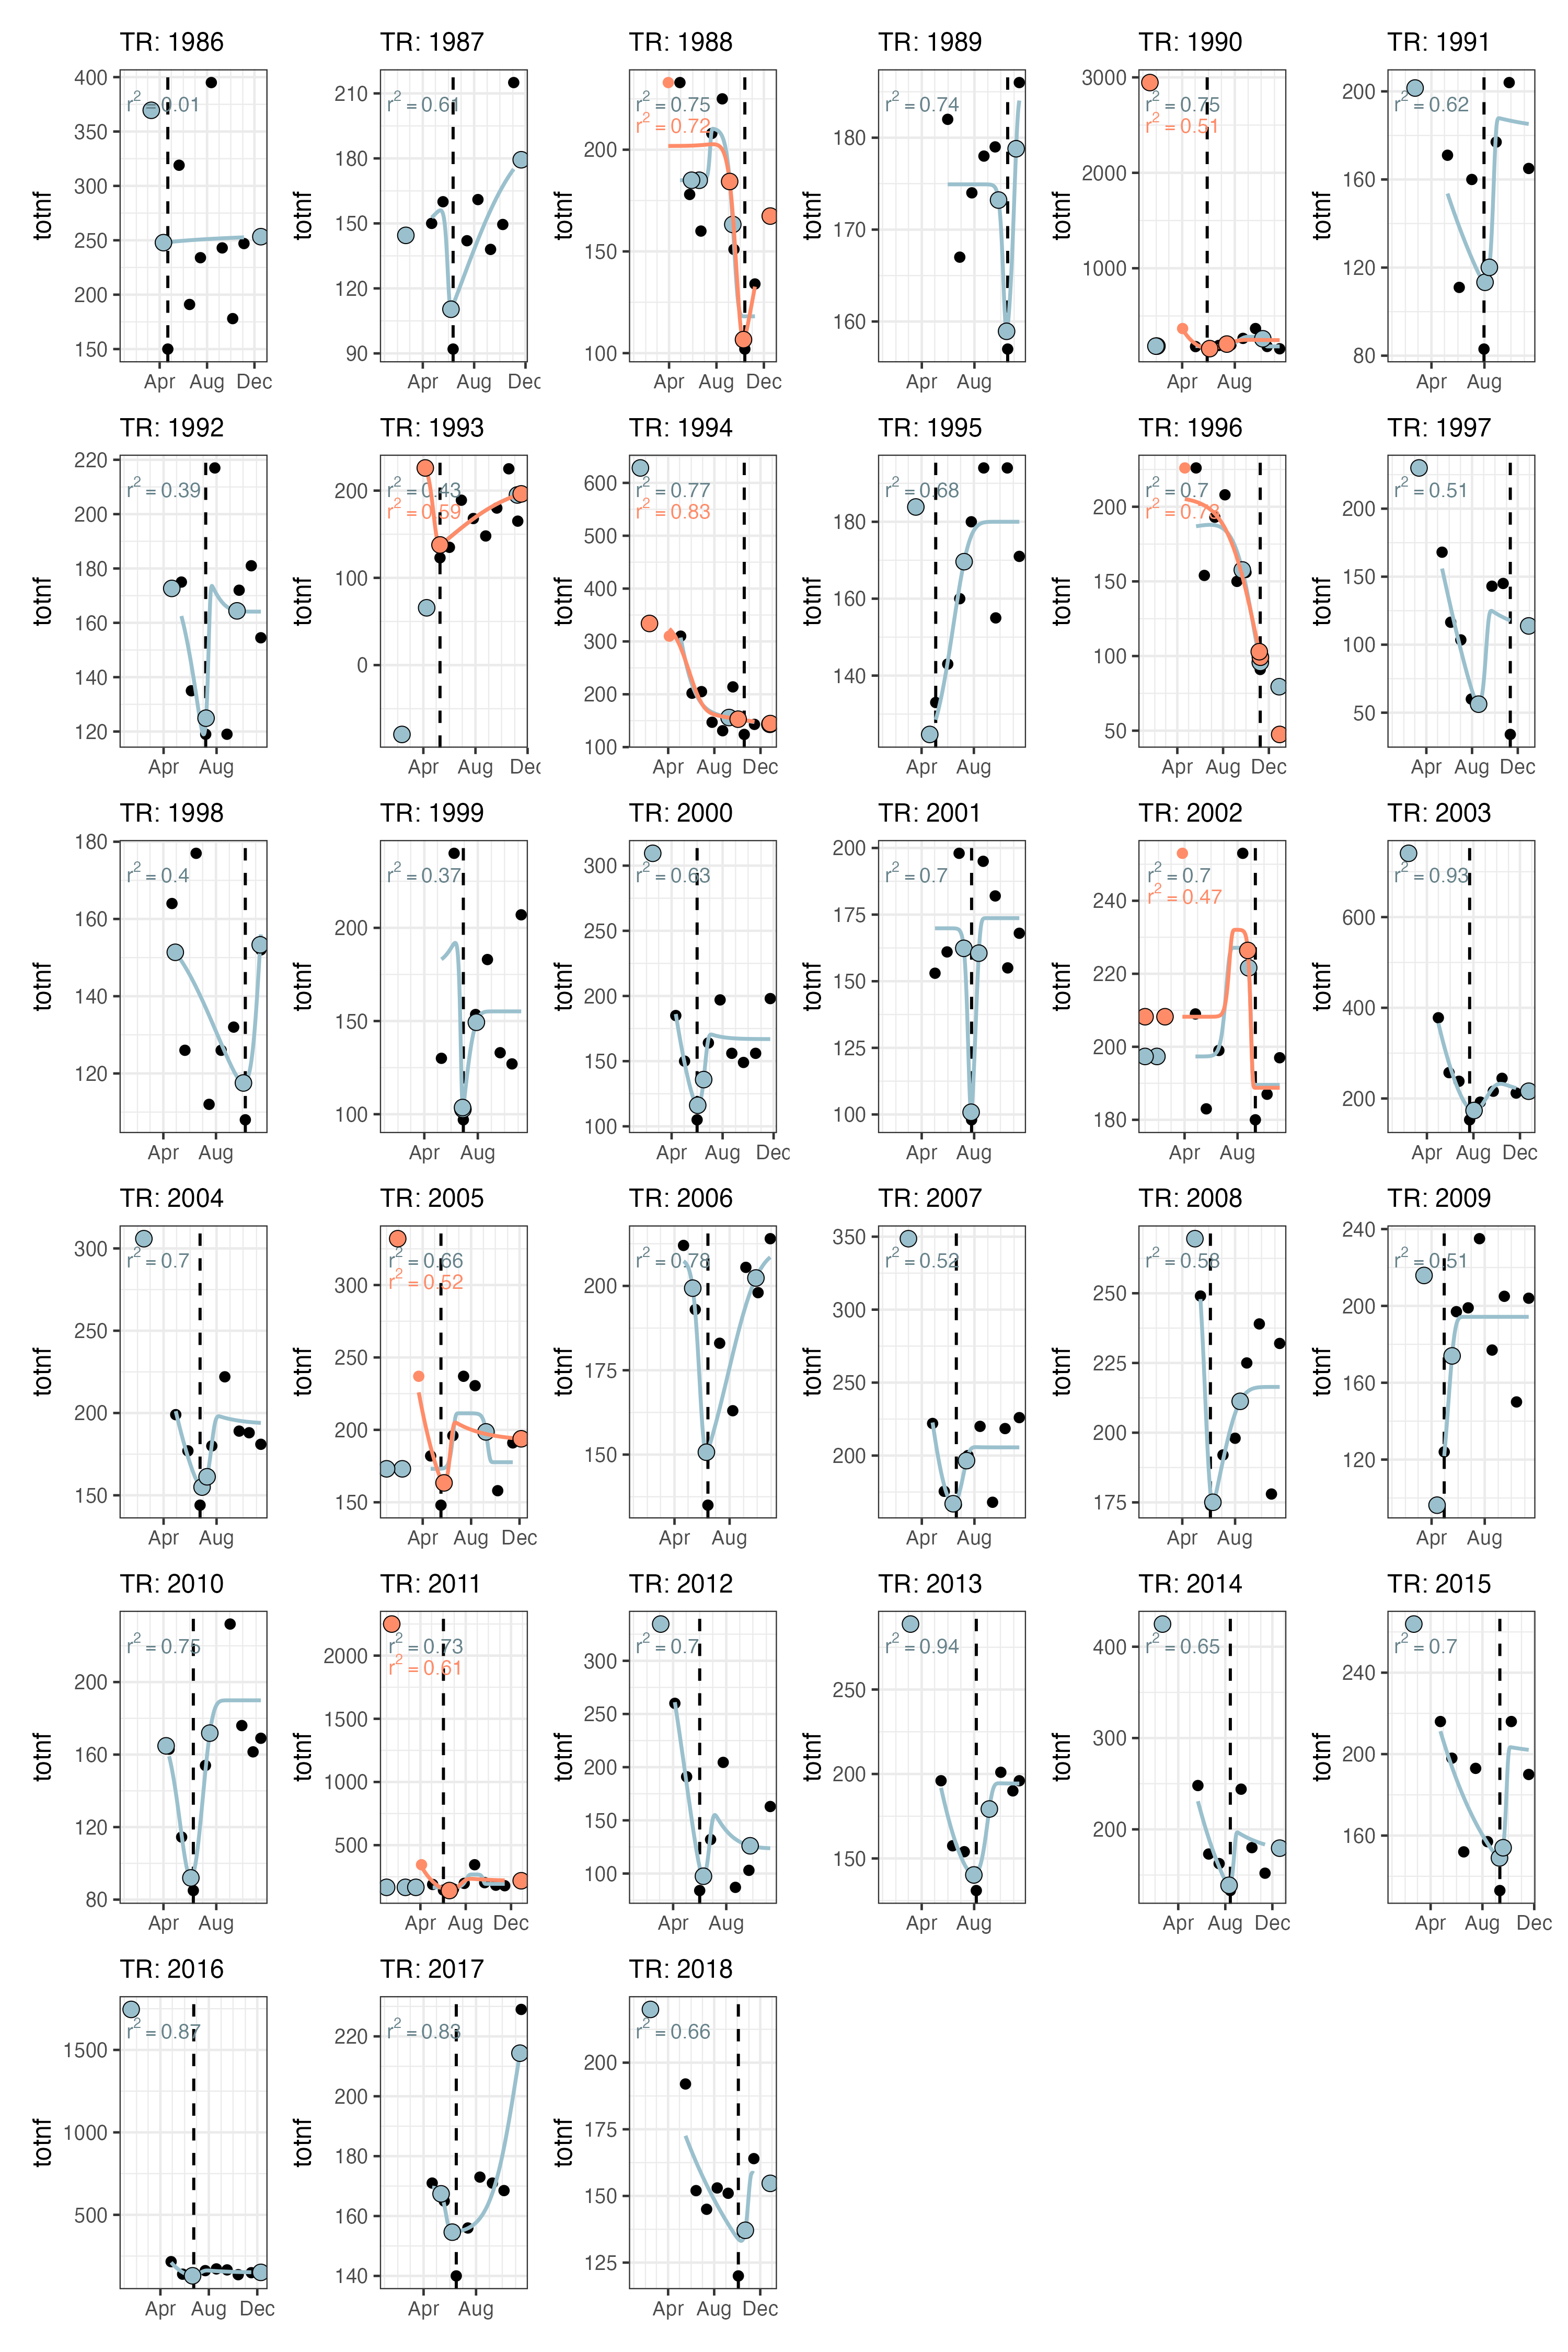 TR: 1986
400
350
300
250
200
150
totnf
r² = 0.01
Apr Aug Dec
TR: 1987
210
180
150
120
90
totnf
r² = 0.61
Apr Aug Dec
TR: 1988
200
150
100
totnf
r² = 0.75
r² = 0.72
Apr Aug Dec
TR: 1989
180
170
160
totnf
r² = 0.74
Apr Aug
TR: 1990
3000
2000
1000
totnf
r² = 0.75
r² = 0.51
Apr Aug
TR: 1991
200
160
120
80
totnf
r² = 0.62
Apr Aug
TR: 1992
220
200
180
160
140
120
totnf
r² = 0.39
Apr Aug
TR: 1993
200
100
0
totnf
r² = 0.43
r² = 0.59
Apr Aug Dec
TR: 1994
600
500
400
300
200
100
totnf
r² = 0.77
r² = 0.83
Apr Aug Dec
TR: 1995
180
160
140
totnf
r² = 0.68
Apr Aug
TR: 1996
200
150
100
50
totnf
r² = 0.7
r² =
Apr Aug Dec
TR: 1997
200
150
100
50
totnf
r² = 0.51
Apr Aug Dec
TR: 1998
180
160
140
120
totnf
r² = 0.4
Apr Aug
TR: 1999
200
150
100
totnf
r² = 0.37
Apr Aug
TR: 2000
300
250
200
150
100
totnf
r² = 0.63
Apr Aug Dec
TR: 2001
200
175
150
125
100
totnf
r² = 0.7
Apr Aug
TR: 2002
240
220
200
180
totnf
r² = 0.7
r² = 0.47
Apr Aug
TR: 2003
600
400
200
totnf
r² = 0.93
Apr Aug Dec
TR: 2004
300
250
200
150
totnf
r² = 0.7
Apr Aug
TR: 2005
300
250
200
150
totnf
r² = 0.66
r² = 0.52
Apr Aug Dec
TR: 2006
200
175
150
totnf
r² = 0.78
Apr Aug
TR: 2007
350
300
250
200
totnf
r² = 0.52
Apr Aug
TR: 2008
250
225
200
175
totnf
r² = 0.58
Apr Aug
TR: 2009
240
200
160
120
totnf
r² = 0.51
Apr Aug
TR: 2010
200
160
120
80
totnf
r² = 0.75
Apr Aug
TR: 2011
2000
1500
1000
500
totnf
r² = 0.73
r² = 0.61
Apr Aug Dec
TR: 2012
300
250
200
150
100
totnf
r² = 0.7
Apr Aug
TR: 2013
250
200
150
totnf
r² = 0.94
Apr Aug
TR: 2014
400
300
200
totnf
r² = 0.65
Apr Aug Dec
TR: 2015
240
200
160
totnf
r² = 0.7
Apr Aug Dec
TR: 2016
1500
1000
500
totnf
r² = 0.87
Apr Aug Dec
TR: 2017
220
200
180
160
140
totnf
r² = 0.83
Apr Aug
TR: 2018
200
175
150
125
totnf
r² = 0.66
Apr Aug Dec